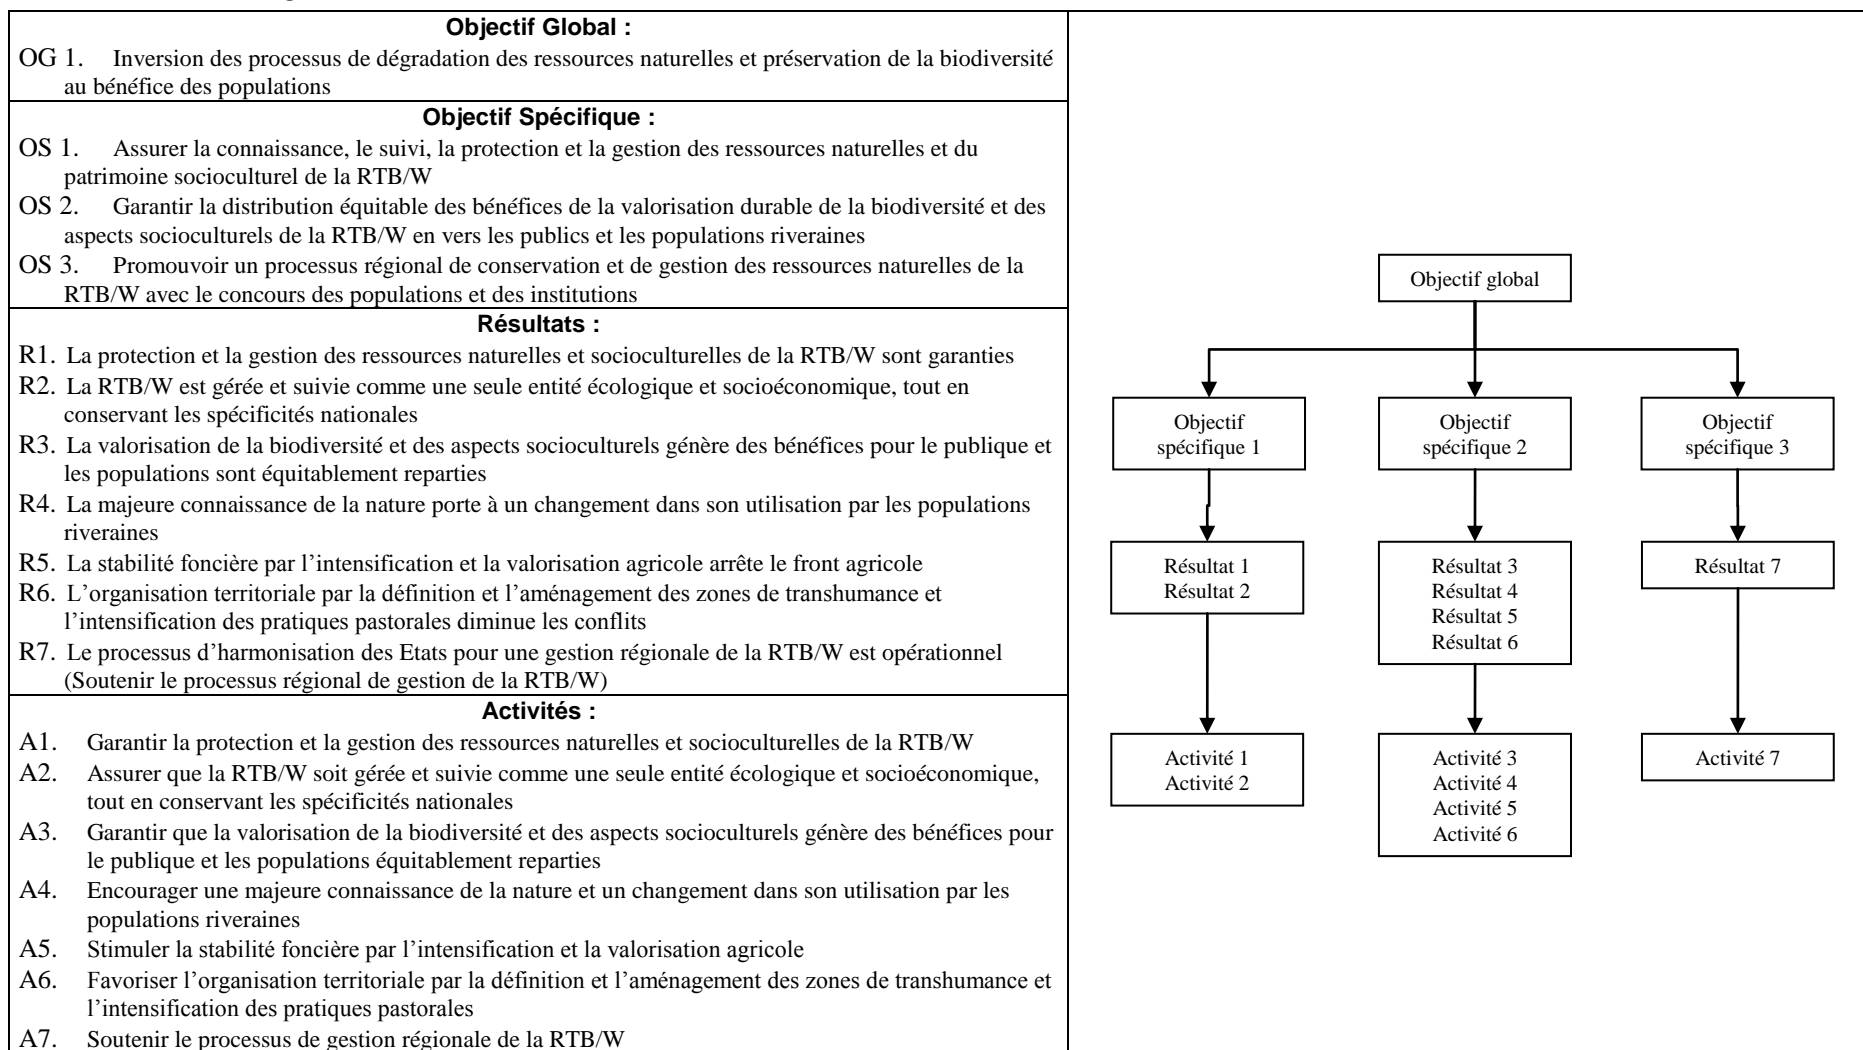 Objectif Global :
OG 1. Inversion des processus de dégradation des ressources naturelles et préservation de la biodiversité
au bénéfice des populations
Objectif Spécifique :
OS 1. Assurer la connaissance, le suivi, la protection et la gestion des ressources naturelles et du
patrimoine socioculturel de la RTB/W
OS 2. Garantir la distribution équitable des bénéfices de la valorisation durable de la biodiversité et des
aspects socioculturels de la RTB/W en vers les publics et les populations riveraines
OS 3. Promouvoir un processus régional de conservation et de gestion des ressources naturelles de la
RTB/W avec le concours des populations et des institutions
Résultats :
R1. La protection et la gestion des ressources naturelles et socioculturelles de la RTB/W sont garanties
R2. La RTB/W est gérée et suivie comme une seule entité écologique et socioéconomique, tout en
conservant les spécificités nationales
R3. La valorisation de la biodiversité et des aspects socioculturels génère des bénéfices pour le publique et
les populations sont équitablement reparties
R4. La majeure connaissance de la nature porte à un changement dans son utilisation par les populations
riveraines
R5. La stabilité foncière par l’intensification et la valorisation agricole arrête le front agricole
R6. L’organisation territoriale par la définition et l’aménagement des zones de transhumance et
l’intensification des pratiques pastorales diminue les conflits
R7. Le processus d’harmonisation des Etats pour une gestion régionale de la RTB/W est opérationnel
(Soutenir le processus régional de gestion de la RTB/W)
Activités :
A1. Garantir la protection et la gestion des ressources naturelles et socioculturelles de la RTB/W
A2. Assurer que la RTB/W soit gérée et suivie comme une seule entité écologique et socioéconomique,
tout en conservant les spécificités nationales
A3. Garantir que la valorisation de la biodiversité et des aspects socioculturels génère des bénéfices pour
le publique et les populations équitablement reparties
A4. Encourager une majeure connaissance de la nature et un changement dans son utilisation par les
populations riveraines
A5. Stimuler la stabilité foncière par l’intensification et la valorisation agricole
A6. Favoriser l’organisation territoriale par la définition et l’aménagement des zones de transhumance et
l’intensification des pratiques pastorales
A7. Soutenir le processus de gestion régionale de la RTB/W
Objectif global
Objectif
spécifique 1
Objectif
spécifique 2
Objectif
spécifique 3
Résultat 1
Résultat 2
Résultat 3
Résultat 4
Résultat 5
Résultat 6
Résultat 7
Activité 1
Activité 2
Activité 3
Activité 4
Activité 5
Activité 6
Activité 7